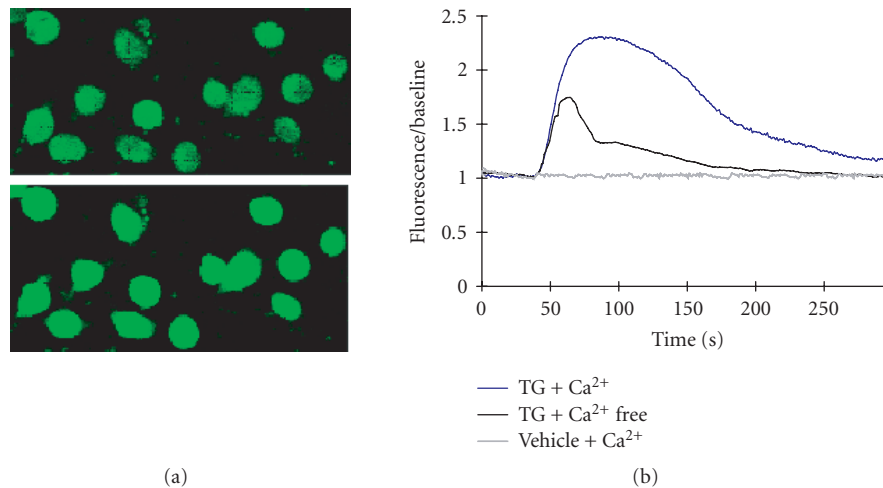 2.5
2
1.5
1
0.5
0
Fluorescence/baseline
0 50 100 150 200 250
Time (s)
TG + Ca²⁺
TG + Ca²⁺ free
Vehicle + Ca²⁺
(a) (b)